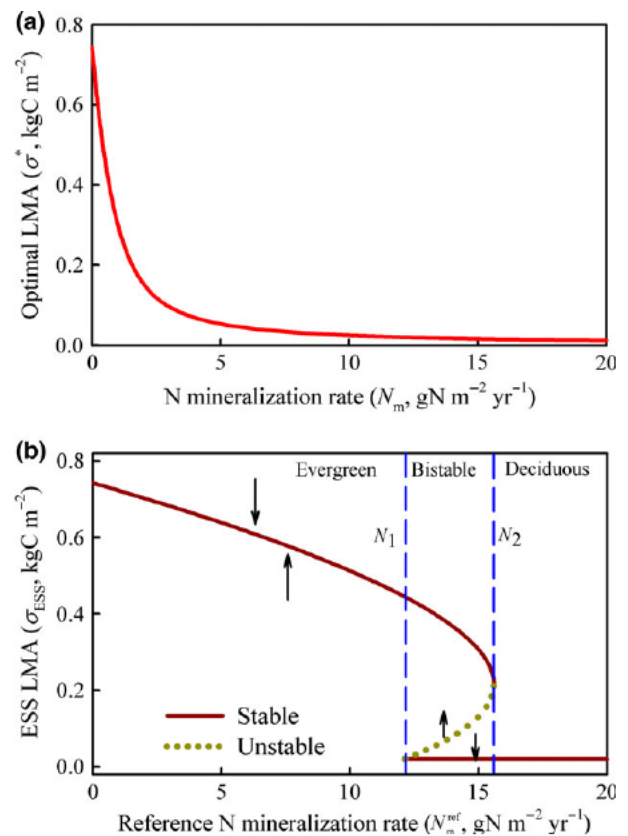 (a)
0.8
0.6
0.4
0.2
0.0
Optimal LMA (σ*, kgC m⁻²)
0 5 10 15 20
N mineralization rate (Nₘ, gN m⁻² yr⁻¹)
(b)
0.8
0.6
0.4
0.2
0.0
ESS LMA (σ_ESS, kgC m⁻²)
Evergreen Bistable Deciduous
N₁ N₂
Stable
Unstable
0 5 10 15 20
Reference N mineralization rate (Nₘʳᵉᶠ, gN m⁻² yr⁻¹)